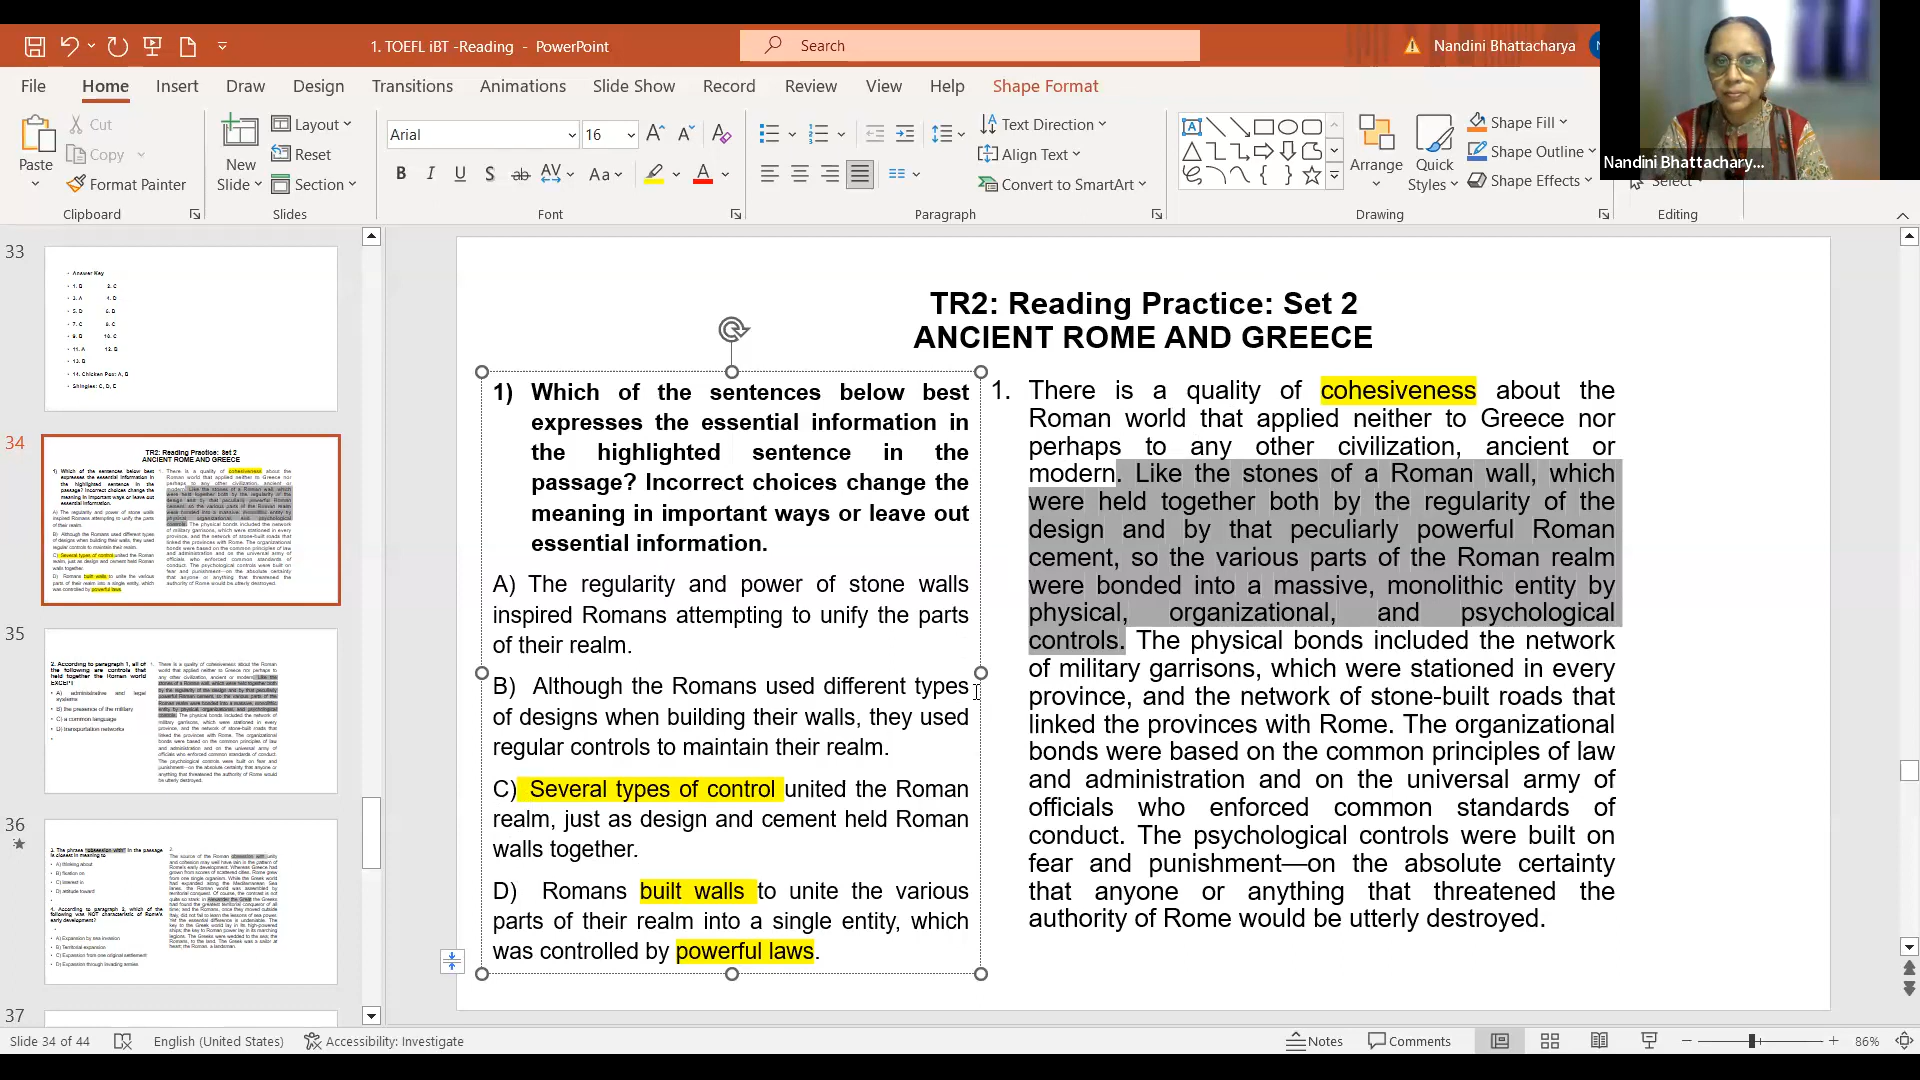 1. TOEFL iBT -Reading - PowerPoint
Search
Nandini Bhattacharya
File Home Insert Draw Design Transitions Animations Slide Show Record Review View Help Shape Format
Cut
Copy
Paste
Format Painter
Clipboard
New Slide
Layout
Reset
Section
Slides
Arial 16
B I U S ab AV Aa A
Font
Text Direction
Align Text
Convert to SmartArt
Paragraph
Arrange
Quick Styles
Shape Fill
Shape Outline
Shape Effects
Drawing
Select
Editing
Nandini Bhattachary...
33
Answer Key
34
TR2: Reading Practice: Set 2
ANCIENT ROME AND GREECE
35
36
37
TR2: Reading Practice: Set 2
ANCIENT ROME AND GREECE
1) Which of the sentences below best
expresses the essential information in
the highlighted sentence in the
passage? Incorrect choices change the
meaning in important ways or leave out
essential information.
A) The regularity and power of stone walls
inspired Romans attempting to unify the parts
of their realm.
B) Although the Romans used different types
of designs when building their walls, they used
regular controls to maintain their realm.
C) Several types of control united the Roman
realm, just as design and cement held Roman
walls together.
D) Romans built walls to unite the various
parts of their realm into a single entity, which
was controlled by powerful laws.
1. There is a quality of cohesiveness about the
Roman world that applied neither to Greece nor
perhaps to any other civilization, ancient or
modern. Like the stones of a Roman wall, which
were held together both by the regularity of the
design and by that peculiarly powerful Roman
cement, so the various parts of the Roman realm
were bonded into a massive, monolithic entity by
physical, organizational, and psychological
controls. The physical bonds included the network
of military garrisons, which were stationed in every
province, and the network of stone-built roads that
linked the provinces with Rome. The organizational
bonds were based on the common principles of law
and administration and on the universal army of
officials who enforced common standards of
conduct. The psychological controls were built on
fear and punishment—on the absolute certainty
that anyone or anything that threatened the
authority of Rome would be utterly destroyed.
Slide 34 of 44
English (United States)
Accessibility: Investigate
Notes
Comments
86%